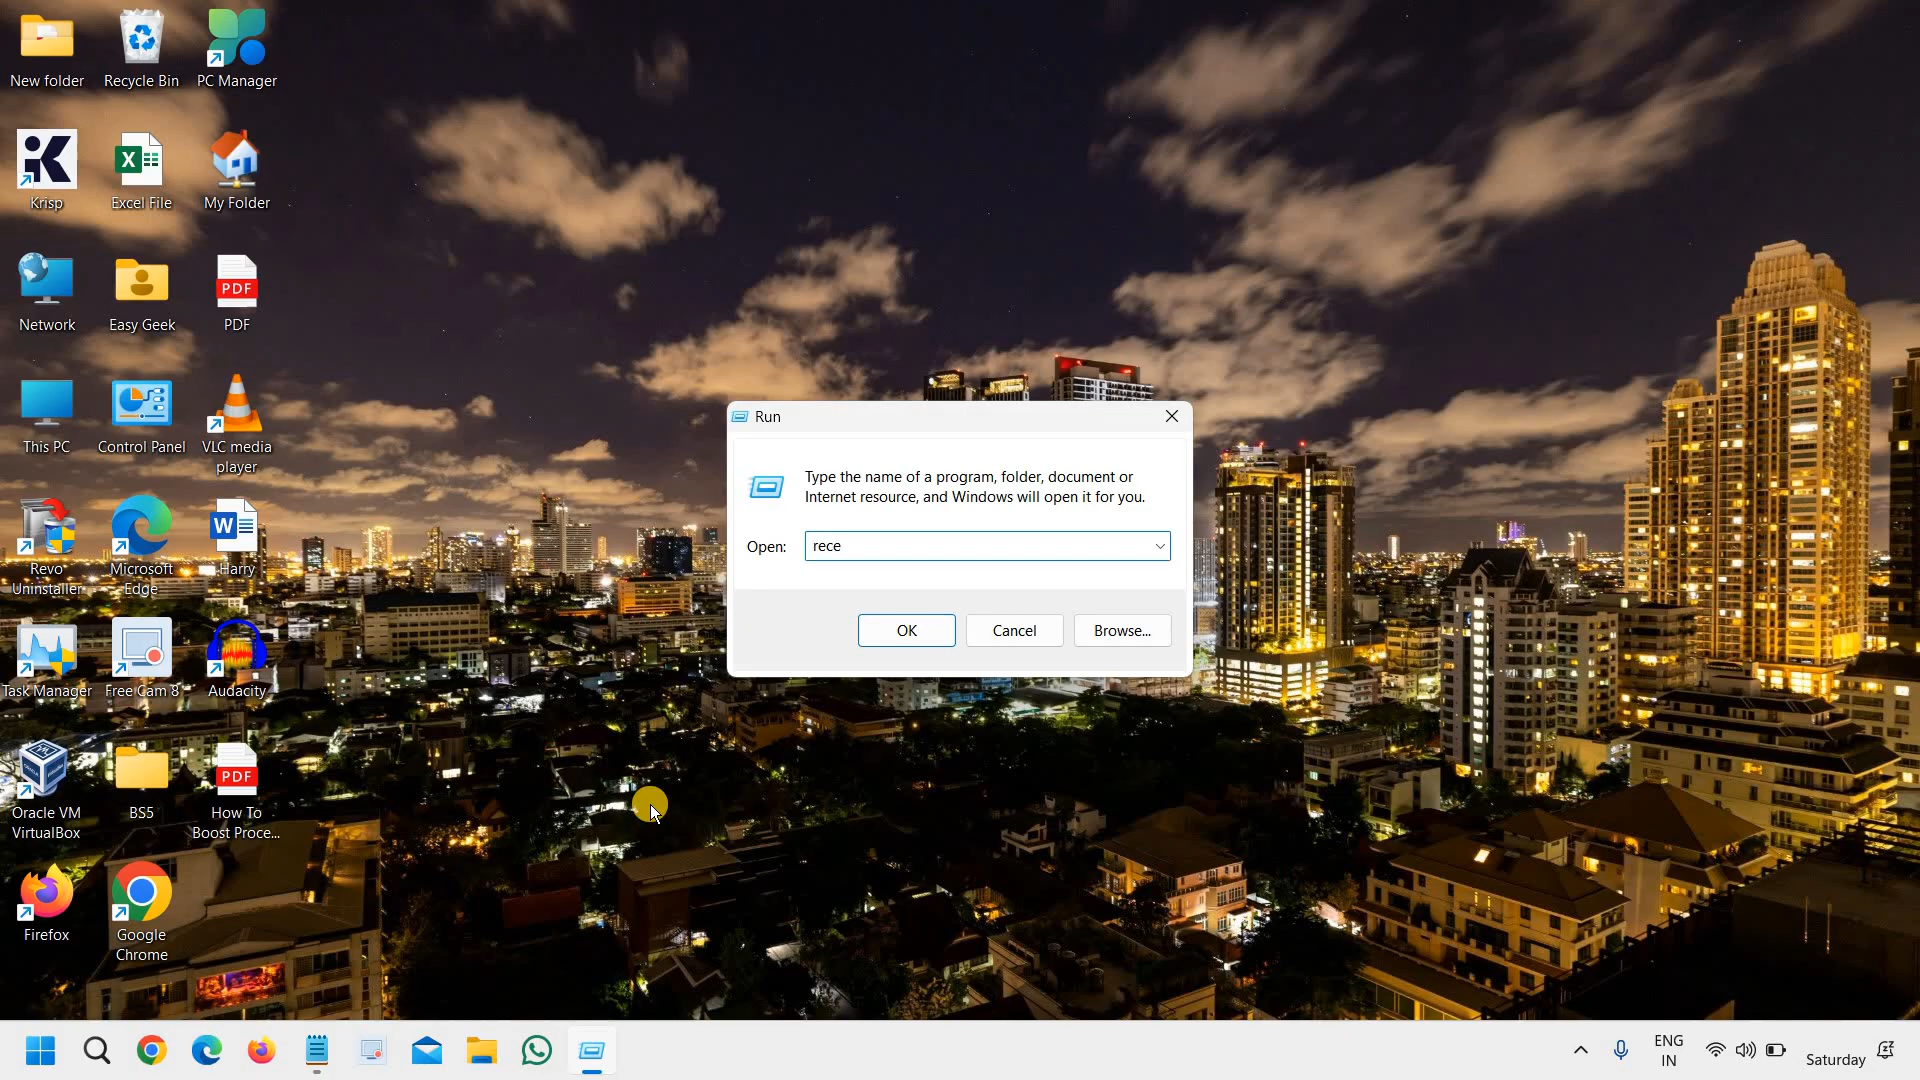 New folder
Recycle Bin
PC Manager
Krisp
Excel File
My Folder
Network
Easy Geek
PDF
PDF
This PC
Control Panel
VLC media
player
Revo
Uninstaller
Microsoft
Edge
Harry
Task Manager
Free Cam 8
Audacity
Oracle VM
VirtualBox
BS5
PDF
How To
Boost Proce...
Firefox
Google
Chrome
Run
Type the name of a program, folder, document or
Internet resource, and Windows will open it for you.
Open:
rece
OK
Cancel
Browse...
ENG
IN
Saturday